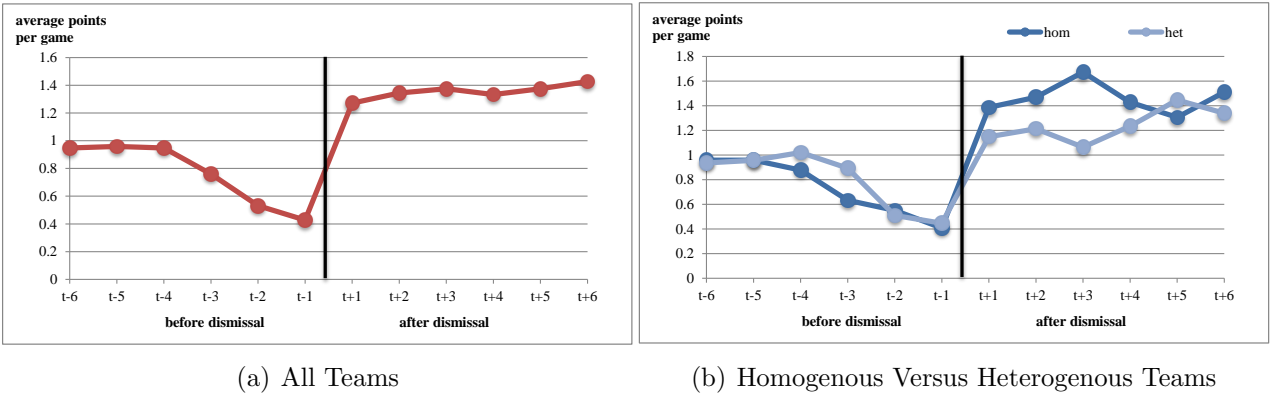 average points
per game
1.6
1.4
1.2
1
0.8
0.6
0.4
0.2
0
t-6 t-5 t-4 t-3 t-2 t-1 t+1 t+2 t+3 t+4 t+5 t+6
before dismissal after dismissal
(a) All Teams
average points
per game
hom het
1.8
1.6
1.4
1.2
1
0.8
0.6
0.4
0.2
0
t-6 t-5 t-4 t-3 t-2 t-1 t+1 t+2 t+3 t+4 t+5 t+6
before dismissal after dismissal
(b) Homogenous Versus Heterogenous Teams